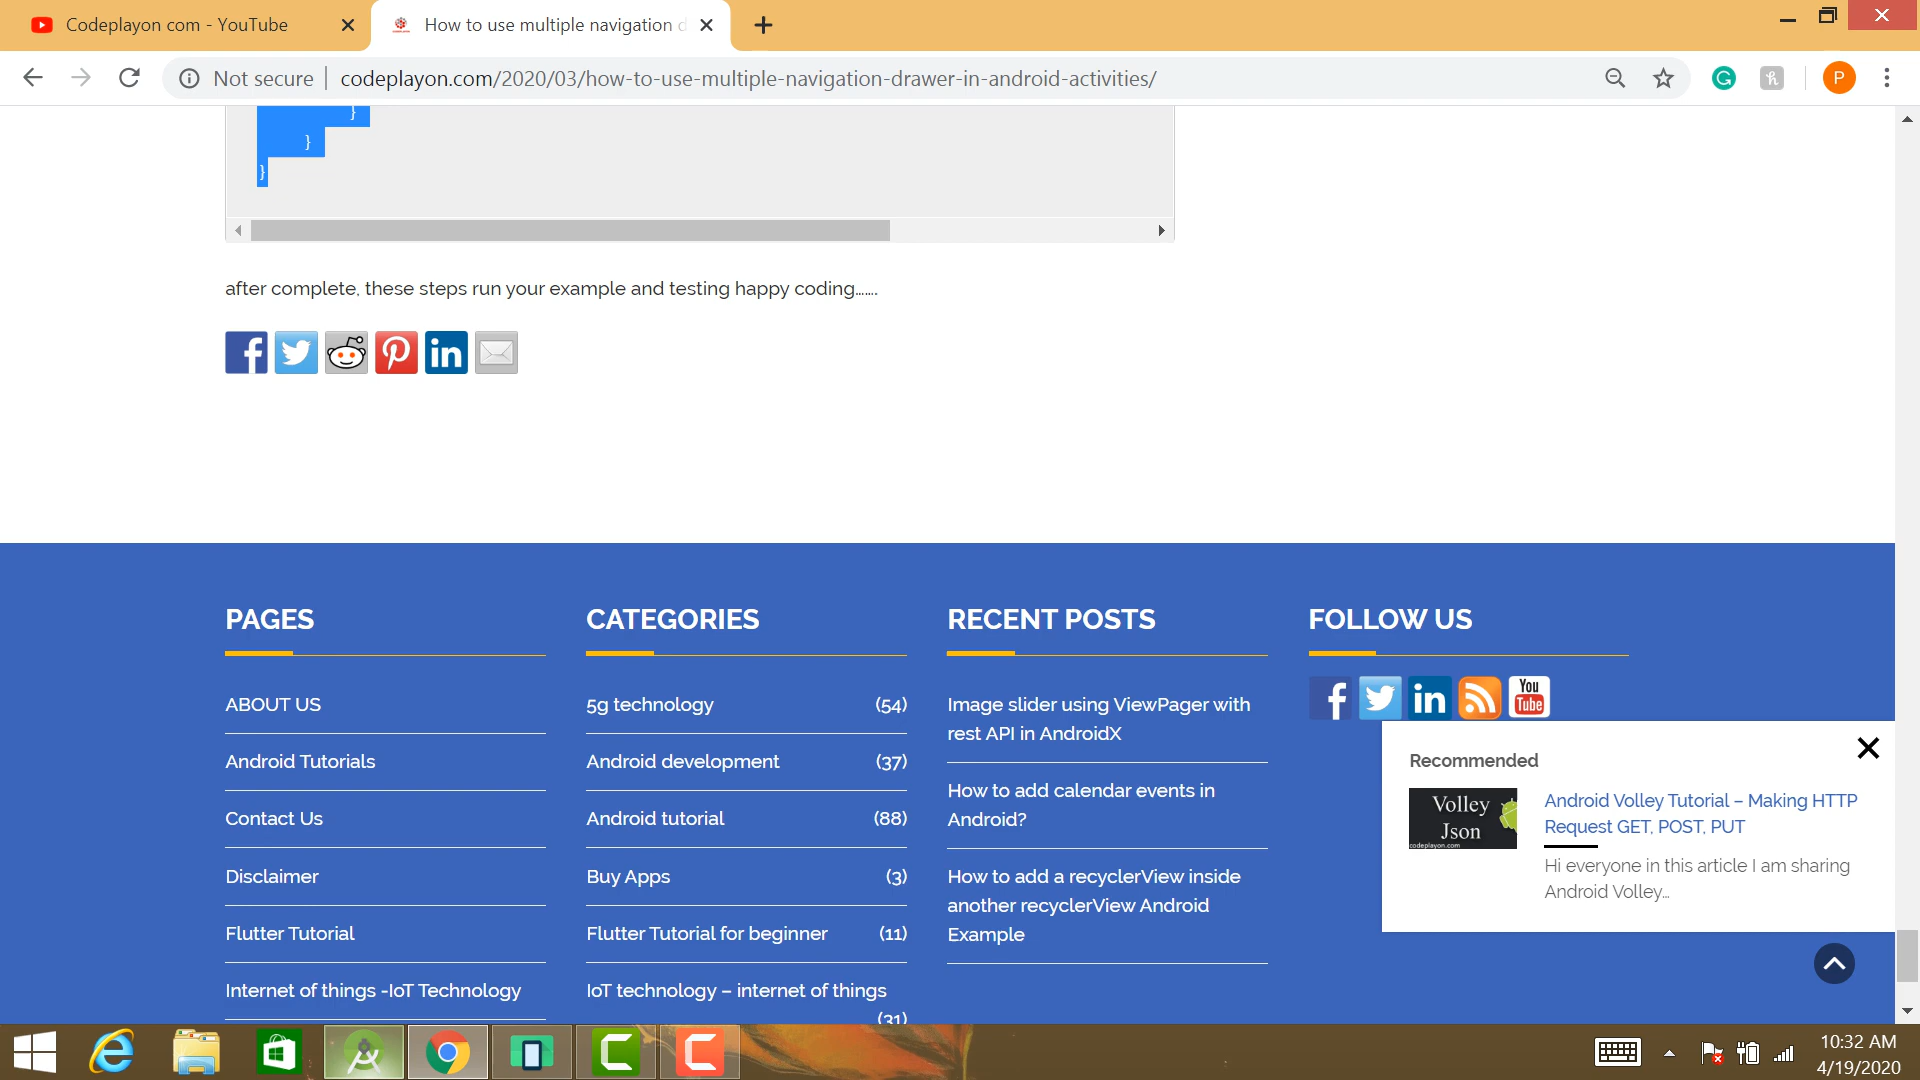 Codeplayon com - YouTube
How to use multiple navigation d
Not secure
codeplayon.com/2020/03/how-to-use-multiple-navigation-drawer-in-android-activities/
P
}
}
}
after complete, these steps run your example and testing happy coding…….
PAGES
ABOUT US
Android Tutorials
Contact Us
Disclaimer
Flutter Tutorial
Internet of things -IoT Technology
CATEGORIES
5g technology (54)
Android development (37)
Android tutorial (88)
Buy Apps (3)
Flutter Tutorial for beginner (11)
IoT technology – internet of things
(31)
RECENT POSTS
Image slider using ViewPager with
rest API in AndroidX
How to add calendar events in
Android?
How to add a recyclerView inside
another recyclerView Android
Example
FOLLOW US
You
Tube
Recommended
Volley
Json
codeplayon.com
Android Volley Tutorial – Making HTTP
Request GET, POST, PUT
Hi everyone in this article I am sharing
Android Volley…
10:32 AM
4/19/2020